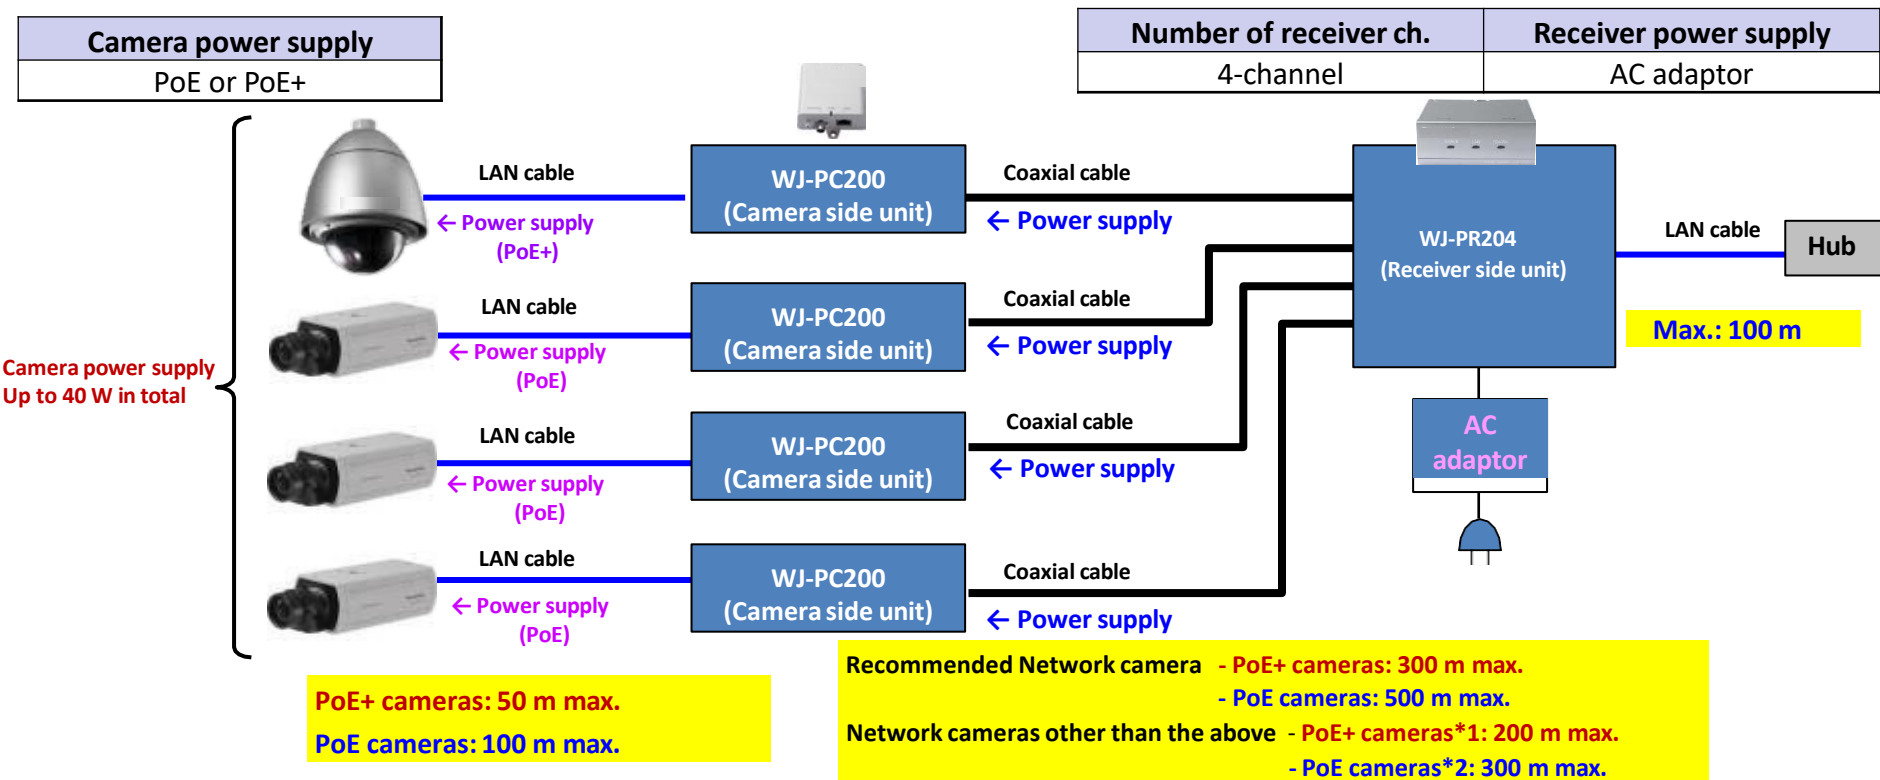 Camera power supply
PoE or PoE+
Number of receiver ch.
Receiver power supply
4-channel
AC adaptor
LAN cable
← Power supply
(PoE+)
WJ-PC200
(Camera side unit)
Coaxial cable
← Power supply
WJ-PR204
(Receiver side unit)
LAN cable
Hub
Max.: 100 m
LAN cable
← Power supply
(PoE)
WJ-PC200
(Camera side unit)
Coaxial cable
← Power supply
Camera power supply
Up to 40 W in total
LAN cable
← Power supply
(PoE)
WJ-PC200
(Camera side unit)
Coaxial cable
← Power supply
AC
adaptor
LAN cable
← Power supply
(PoE)
WJ-PC200
(Camera side unit)
Coaxial cable
← Power supply
PoE+ cameras: 50 m max.
PoE cameras: 100 m max.
Recommended Network camera - PoE+ cameras: 300 m max.
- PoE cameras: 500 m max.
Network cameras other than the above - PoE+ cameras*1: 200 m max.
- PoE cameras*2: 300 m max.